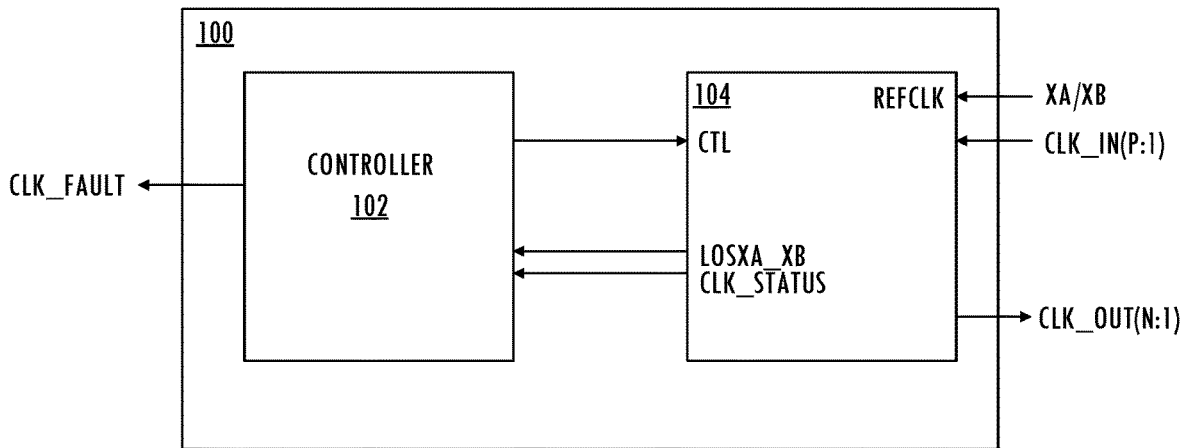 100
104
REFCLK
XA/XB
CTL
CLK_IN(P:1)
CONTROLLER
102
CLK_FAULT
LOSXA_XB
CLK_STATUS
CLK_OUT(N:1)